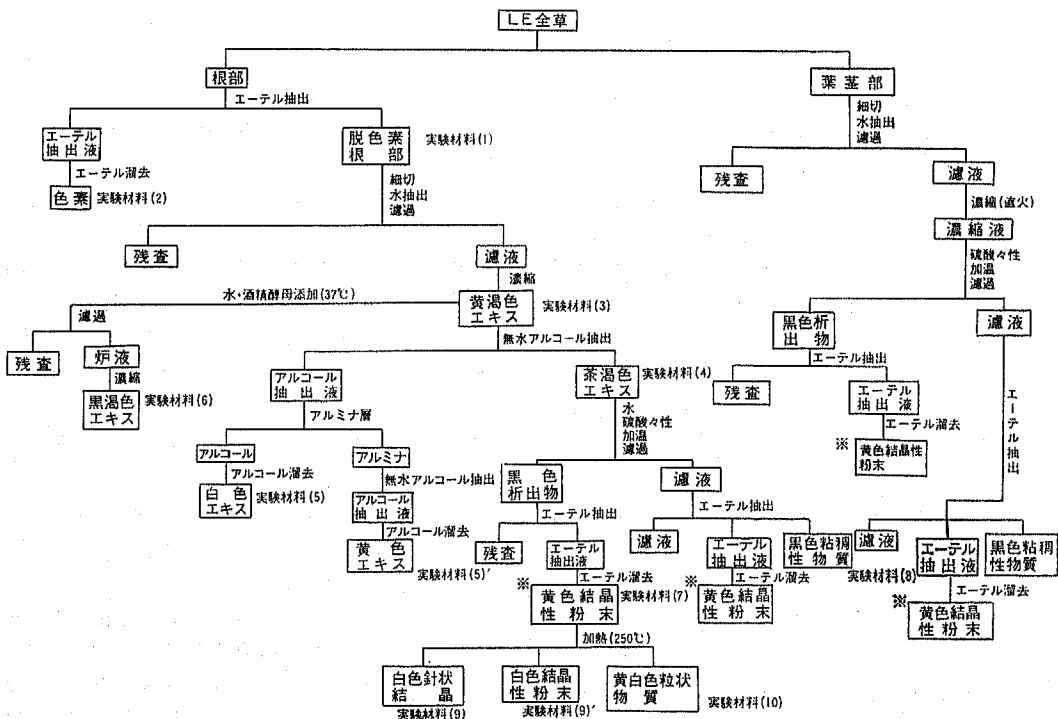 LE全草
根部
エーテル抽出
葉茎部
細切
水抽出
濾過
エーテル
抽出液
脱色素
根部
実験材料(1)
エーテル溜去
色素
実験材料(2)
細切
水抽出
濾過
残査
濾液
濃縮(直火)
濃縮液
残査
濾液
濃縮
硫酸々性
加温
濾過
水・酒精酵母添加(37℃)
黄渇色
エキス
実験材料(3)
濾過
無水アルコール抽出
残査
炉液
濃縮
黒渇色
エキス
実験材料(6)
アルコール
抽出液
アルミナ層
茶渇色
エキス
実験材料(4)
水
硫酸々性
加温
濾過
黒色析
出物
濾液
エーテル抽出
残査
エーテル
抽出液
エーテル溜去
※
黄色結晶性
粉末
エーテル抽出
アルコール
アルコール溜去
白色
エキス
実験材料(5)
アルミナ
無水アルコール抽出
アルコール
抽出液
アルコール溜去
黄色
エキス
実験材料(5)′
黒色
析出物
エーテル抽出
濾液
エーテル抽出
残査
エーテル
抽出液
エーテル溜去
※
黄色結晶
性粉末
実験材料(7)
濾液
エーテル
抽出液
エーテル溜去
※
黄色結晶
性粉末
黒色粘稠
性物質
実験材料(8)
濾液
エーテル
抽出液
エーテル溜去
※
黄色結晶
性粉末
黒色粘稠
性物質
加熱(250℃)
白色針状
結晶
実験材料(9)
白色結晶
性粉末
実験材料(9)′
黄白色粒状
物質
実験材料(10)